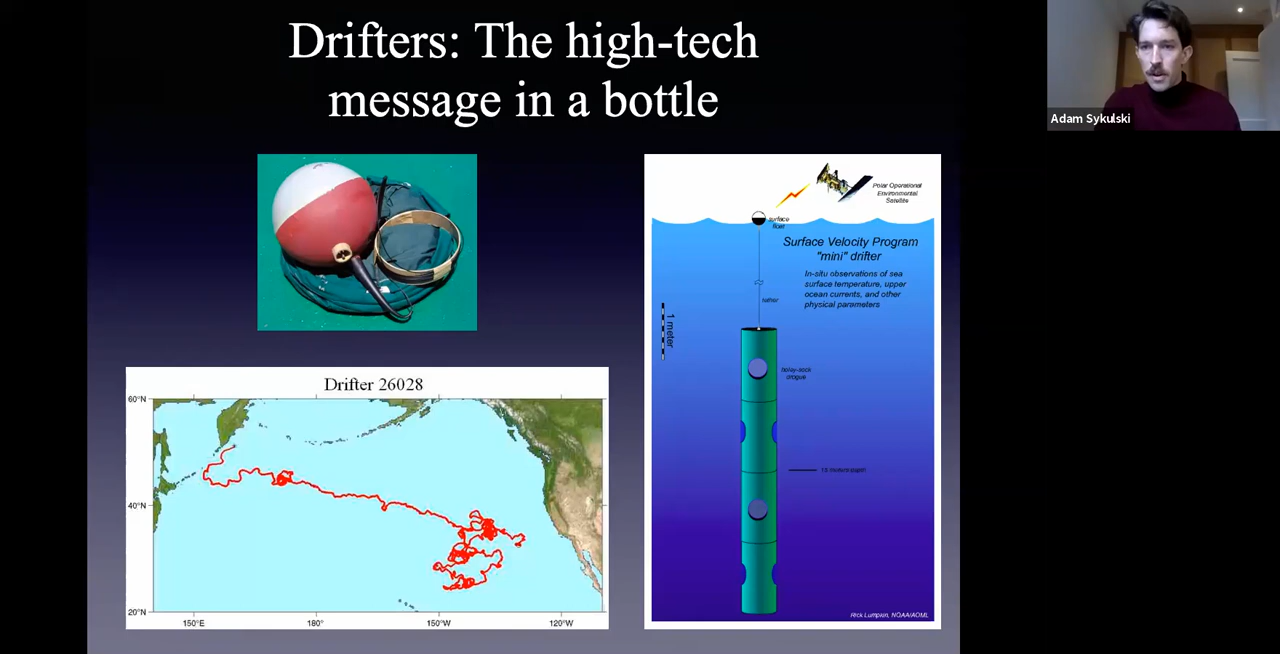 Drifters: The high-tech
message in a bottle
Adam Sykulski
Polar Operational
Environmental
Satellite
surface
float
Surface Velocity Program
"mini" drifter
In-situ observations of sea
surface temperature, upper
ocean currents, and other
physical parameters
tether
1 meter
holey-sock
drogue
15 meters depth
Rick Lumpkin, NOAA/AOML
Drifter 26028
60°N
40°N
20°N
150°E
180°
150°W
120°W